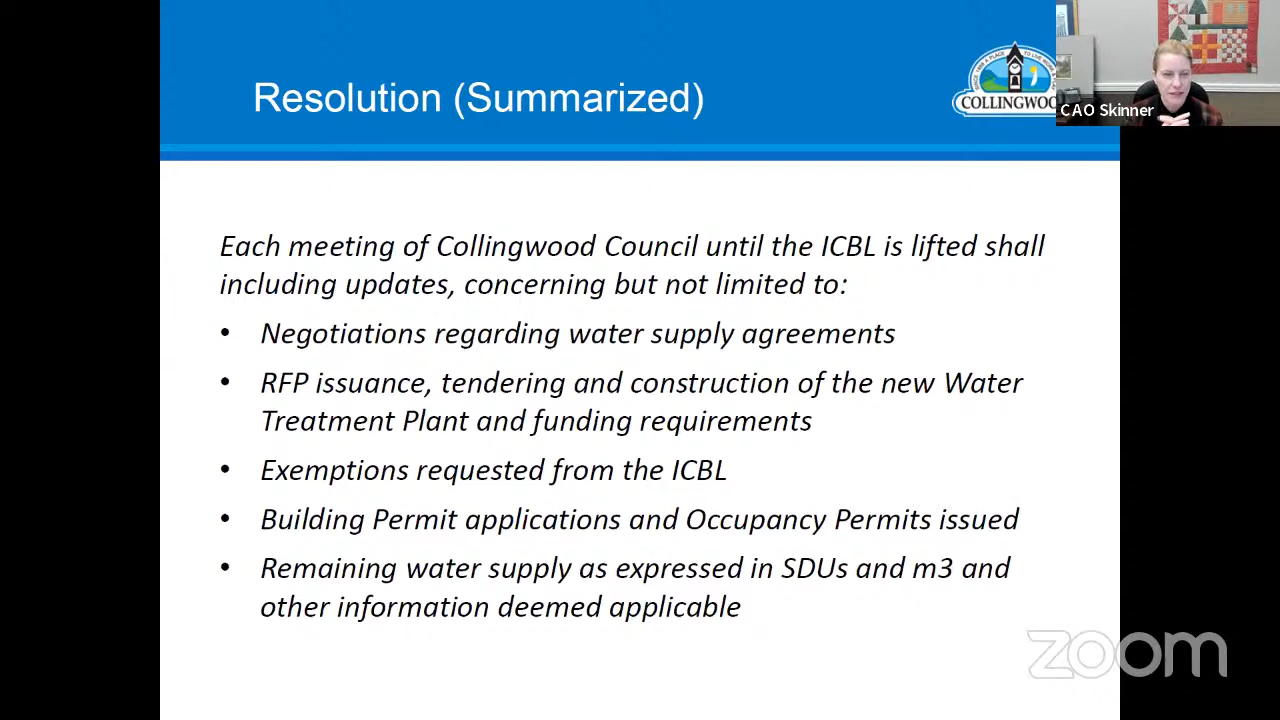 Resolution (Summarized)
COLLINGWOO
CAO Skinner
Each meeting of Collingwood Council until the ICBL is lifted shall
including updates, concerning but not limited to:
• Negotiations regarding water supply agreements
• RFP issuance, tendering and construction of the new Water
Treatment Plant and funding requirements
• Exemptions requested from the ICBL
• Building Permit applications and Occupancy Permits issued
• Remaining water supply as expressed in SDUs and m3 and
other information deemed applicable
zoom